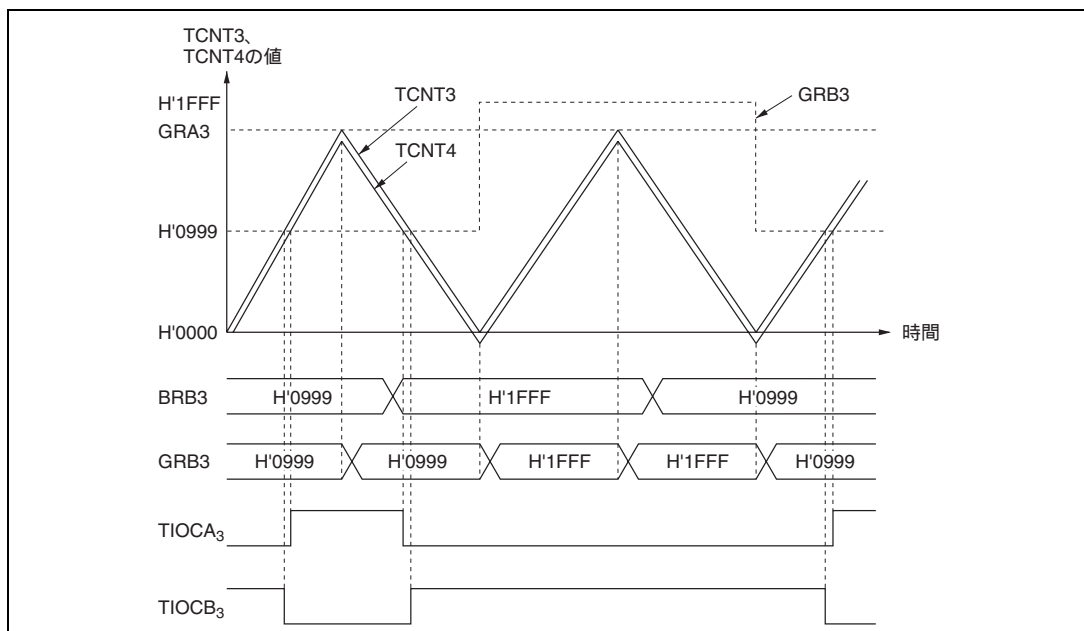 TCNT3、
TCNT4の値
H'1FFF
GRA3
H'0999
H'0000
TCNT3
TCNT4
GRB3
時間
BRB3 H'0999 H'1FFF H'0999
GRB3 H'0999 H'0999 H'1FFF H'1FFF H'0999
TIOCA3
TIOCB3